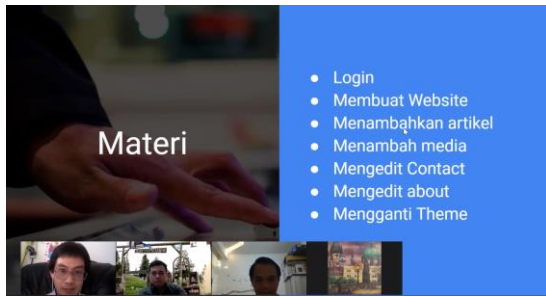 Materi
Login
Membuat Website
Menambahkan artikel
Menambah media
Mengedit Contact
Mengedit about
Mengganti Theme